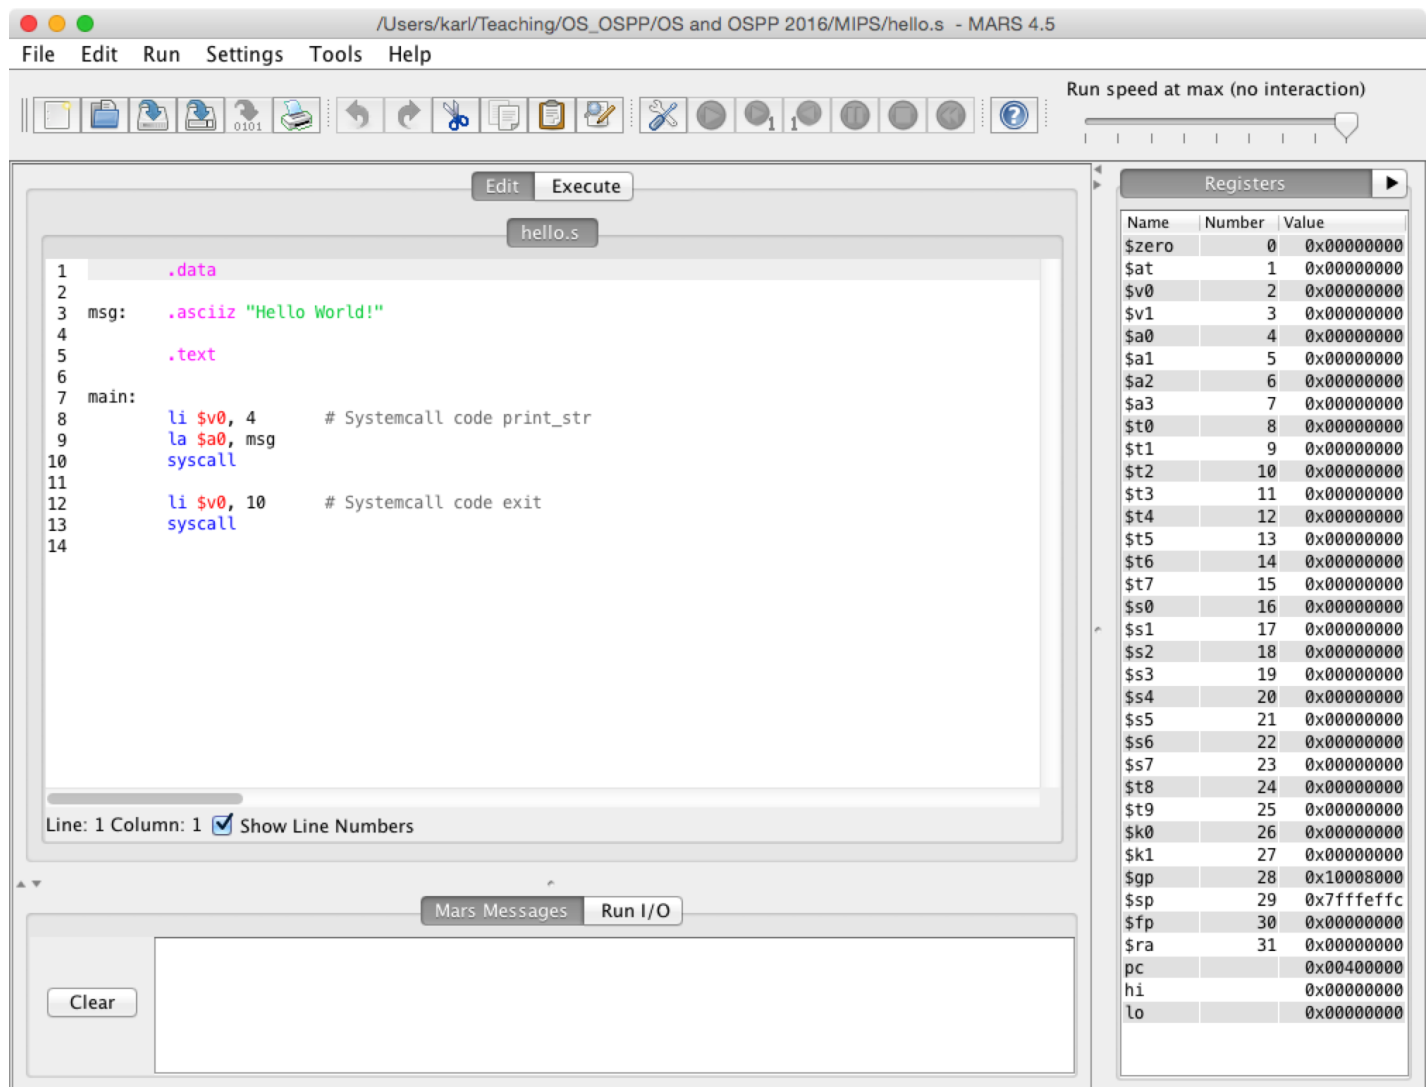 /Users/karl/Teaching/OS_OSPP/OS and OSPP 2016/MIPS/hello.s - MARS 4.5
File Edit Run Settings Tools Help
Run speed at max (no interaction)
0101 1 1
Edit Execute
hello.s
1 .data
2
3 msg: .asciiz "Hello World!"
4
5 .text
6
7 main:
8 li $v0, 4 # Systemcall code print_str
9 la $a0, msg
10 syscall
11
12 li $v0, 10 # Systemcall code exit
13 syscall
14
Line: 1 Column: 1 Show Line Numbers
Mars Messages Run I/O
Clear
Registers
Name Number Value
$zero 0 0x00000000
$at 1 0x00000000
$v0 2 0x00000000
$v1 3 0x00000000
$a0 4 0x00000000
$a1 5 0x00000000
$a2 6 0x00000000
$a3 7 0x00000000
$t0 8 0x00000000
$t1 9 0x00000000
$t2 10 0x00000000
$t3 11 0x00000000
$t4 12 0x00000000
$t5 13 0x00000000
$t6 14 0x00000000
$t7 15 0x00000000
$s0 16 0x00000000
$s1 17 0x00000000
$s2 18 0x00000000
$s3 19 0x00000000
$s4 20 0x00000000
$s5 21 0x00000000
$s6 22 0x00000000
$s7 23 0x00000000
$t8 24 0x00000000
$t9 25 0x00000000
$k0 26 0x00000000
$k1 27 0x00000000
$gp 28 0x10008000
$sp 29 0x7fffeffc
$fp 30 0x00000000
$ra 31 0x00000000
pc 0x00400000
hi 0x00000000
lo 0x00000000